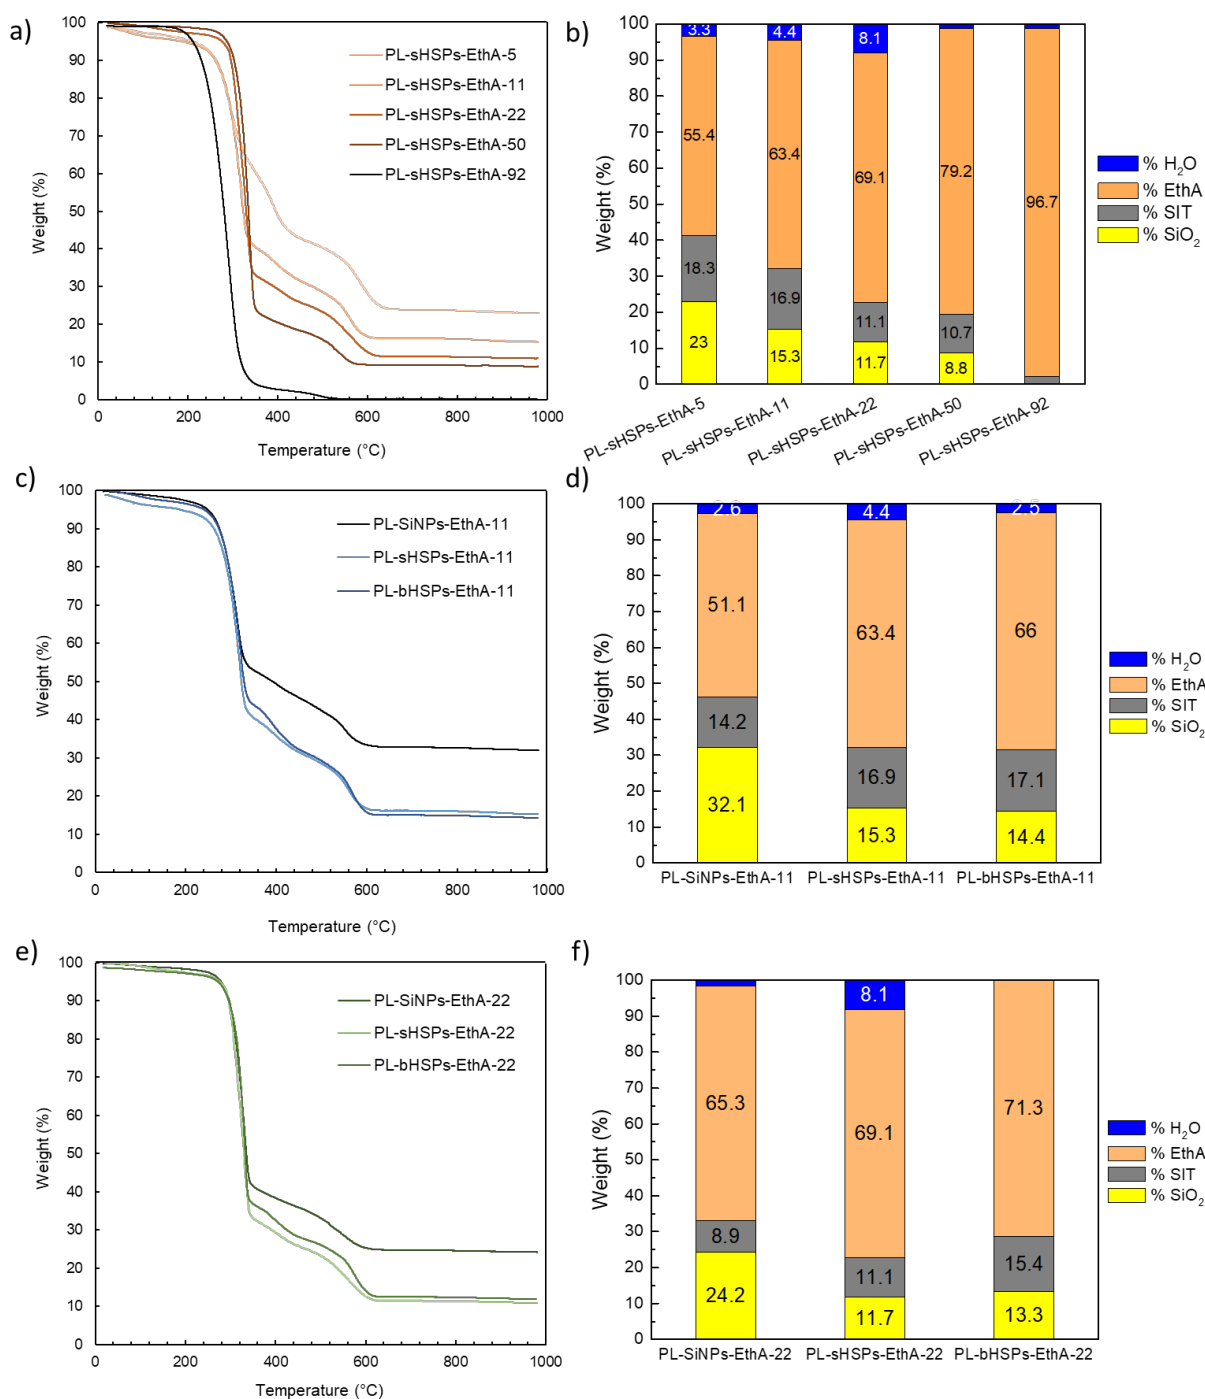 a)
100
90
80
70
60
50
40
30
20
10
0
Weight (%)
0 200 400 600 800 1000
Temperature (°C)
PL-sHSPs-EthA-5
PL-sHSPs-EthA-11
PL-sHSPs-EthA-22
PL-sHSPs-EthA-50
PL-sHSPs-EthA-92
b)
100
90
80
70
60
50
40
30
20
10
0
Weight (%)
3.3 4.4 8.1
55.4 63.4 69.1 79.2 96.7
18.3 16.9 11.1 10.7
23 15.3 11.7 8.8
PL-sHSPs-EthA-5 PL-sHSPs-EthA-11 PL-sHSPs-EthA-22 PL-sHSPs-EthA-50 PL-sHSPs-EthA-92
% H₂O
% EthA
% SIT
% SiO₂
c)
100
90
80
70
60
50
40
30
20
10
0
Weight (%)
0 200 400 600 800 1000
Temperature (°C)
PL-SiNPs-EthA-11
PL-sHSPs-EthA-11
PL-bHSPs-EthA-11
d)
100
90
80
70
60
50
40
30
20
10
0
Weight (%)
2.6 4.4 2.5
51.1 63.4 66
14.2 16.9 17.1
32.1 15.3 14.4
PL-SiNPs-EthA-11 PL-sHSPs-EthA-11 PL-bHSPs-EthA-11
% H₂O
% EthA
% SIT
% SiO₂
e)
100
90
80
70
60
50
40
30
20
10
0
Weight (%)
0 200 400 600 800 1000
Temperature (°C)
PL-SiNPs-EthA-22
PL-sHSPs-EthA-22
PL-bHSPs-EthA-22
f)
100
90
80
70
60
50
40
30
20
10
0
Weight (%)
8.1
65.3 69.1 71.3
8.9 11.1 15.4
24.2 11.7 13.3
PL-SiNPs-EthA-22 PL-sHSPs-EthA-22 PL-bHSPs-EthA-22
% H₂O
% EthA
% SIT
% SiO₂